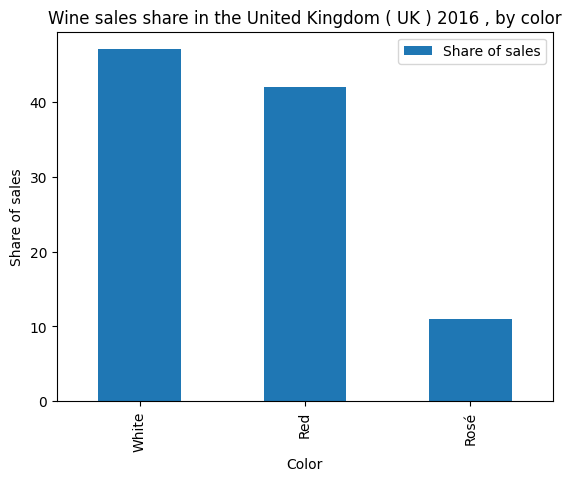 Wine sales share in the United Kingdom ( UK ) 2016 , by color
Share of sales
Share of sales
40
30
20
10
0
White
Red
Rosé
Color